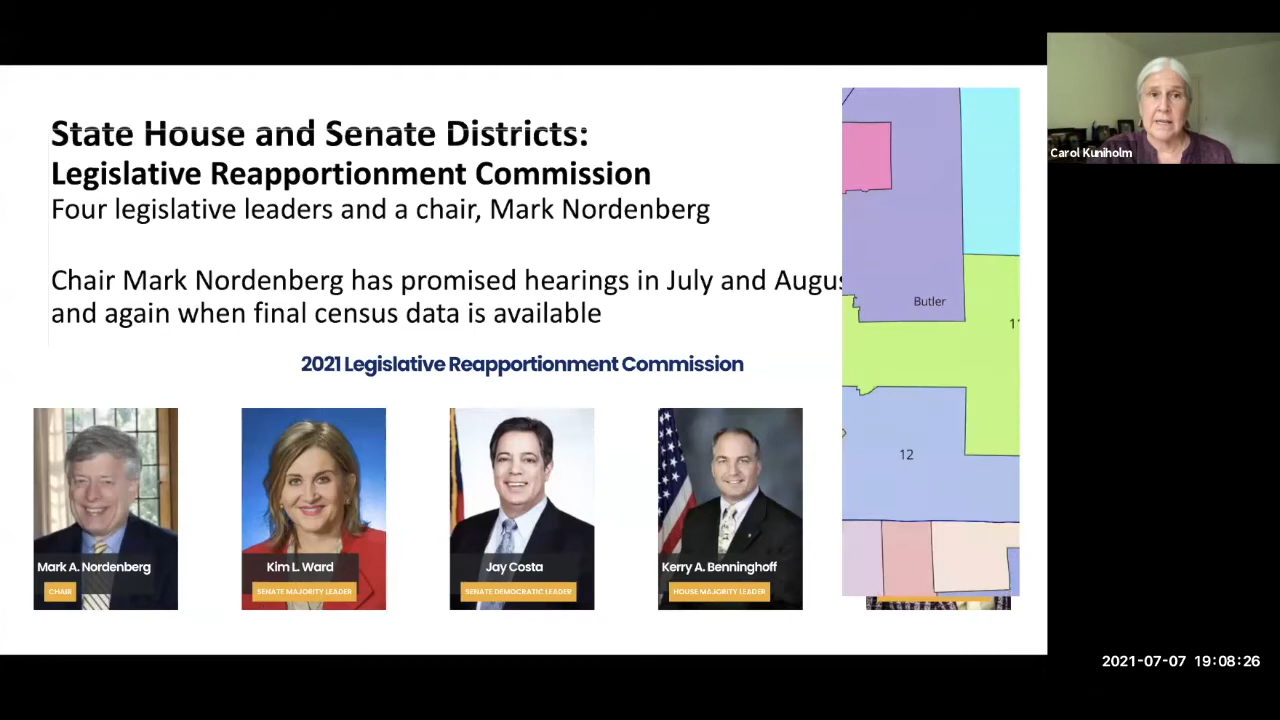 State House and Senate Districts:
Legislative Reapportionment Commission
Four legislative leaders and a chair, Mark Nordenberg
Chair Mark Nordenberg has promised hearings in July and
and again when final census data is available
2021 Legislative Reapportionment Commission
Mark A. Nordenberg
CHAIR
Kim L. Ward
SENATE MAJORITY LEADER
Jay Costa
SENATE DEMOCRATIC LEADER
Kerry A. Benninghoff
HOUSE MAJORITY LEADER
Butler
12
Carol Kuniholm
2021-07-07 19:08:26